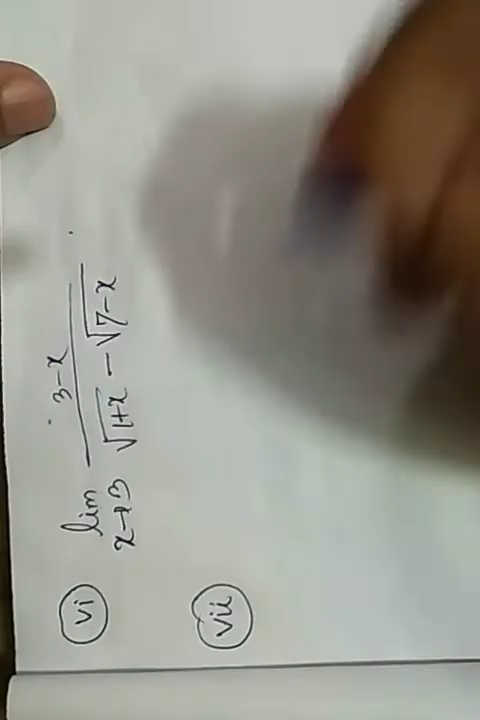 (vi) lim x→3 (3-x)/(√(1+x) - √(7-x))
(vii)